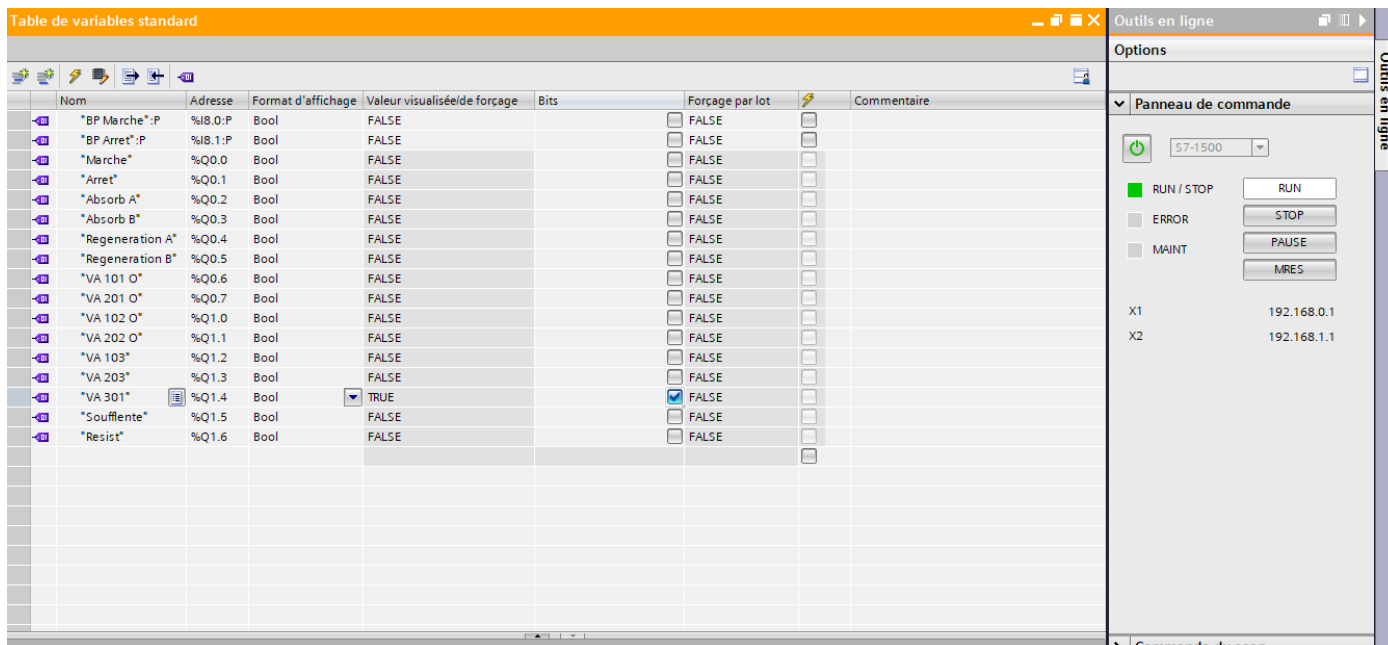 Table de variables standard
Outils en ligne
Options
Outils en ligne
Nom Adresse Format d'affichage Valeur visualisée/de forçage Bits Forçage par lot Commentaire
"BP Marche":P %I8.0:P Bool FALSE FALSE
"BP Arret":P %I8.1:P Bool FALSE FALSE
"Marche" %Q0.0 Bool FALSE FALSE
"Arret" %Q0.1 Bool FALSE FALSE
"Absorb A" %Q0.2 Bool FALSE FALSE
"Absorb B" %Q0.3 Bool FALSE FALSE
"Regeneration A" %Q0.4 Bool FALSE FALSE
"Regeneration B" %Q0.5 Bool FALSE FALSE
"VA 101 O" %Q0.6 Bool FALSE FALSE
"VA 201 O" %Q0.7 Bool FALSE FALSE
"VA 102 O" %Q1.0 Bool FALSE FALSE
"VA 202 O" %Q1.1 Bool FALSE FALSE
"VA 103" %Q1.2 Bool FALSE FALSE
"VA 203" %Q1.3 Bool FALSE FALSE
"VA 301" %Q1.4 Bool TRUE FALSE
"Soufflente" %Q1.5 Bool FALSE FALSE
"Resist" %Q1.6 Bool FALSE FALSE
Panneau de commande
S7-1500
RUN / STOP RUN
ERROR STOP
MAINT PAUSE
MRES
X1 192.168.0.1
X2 192.168.1.1